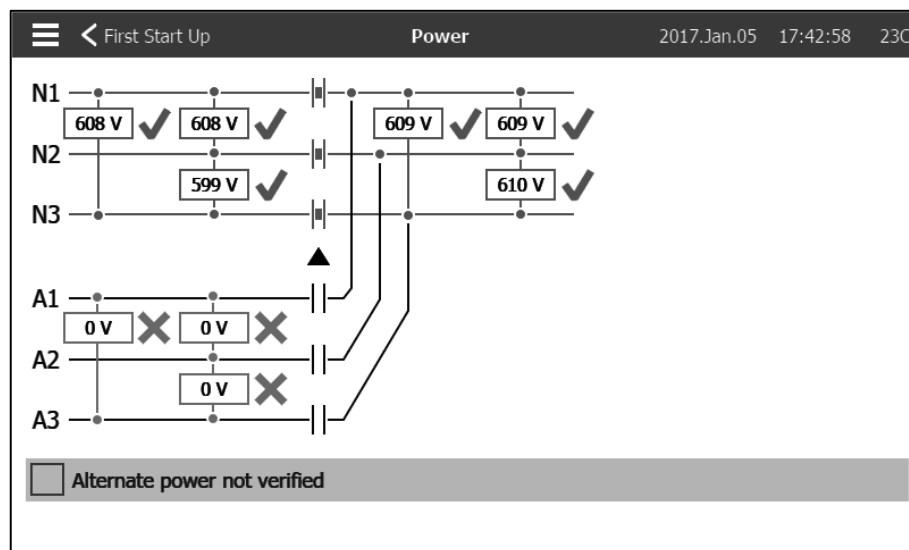 First Start Up Power 2017.Jan.05 17:42:58 23C
N1
608 V 608 V 609 V 609 V
N2
599 V 610 V
N3
A1
0 V 0 V
A2
0 V
A3
Alternate power not verified